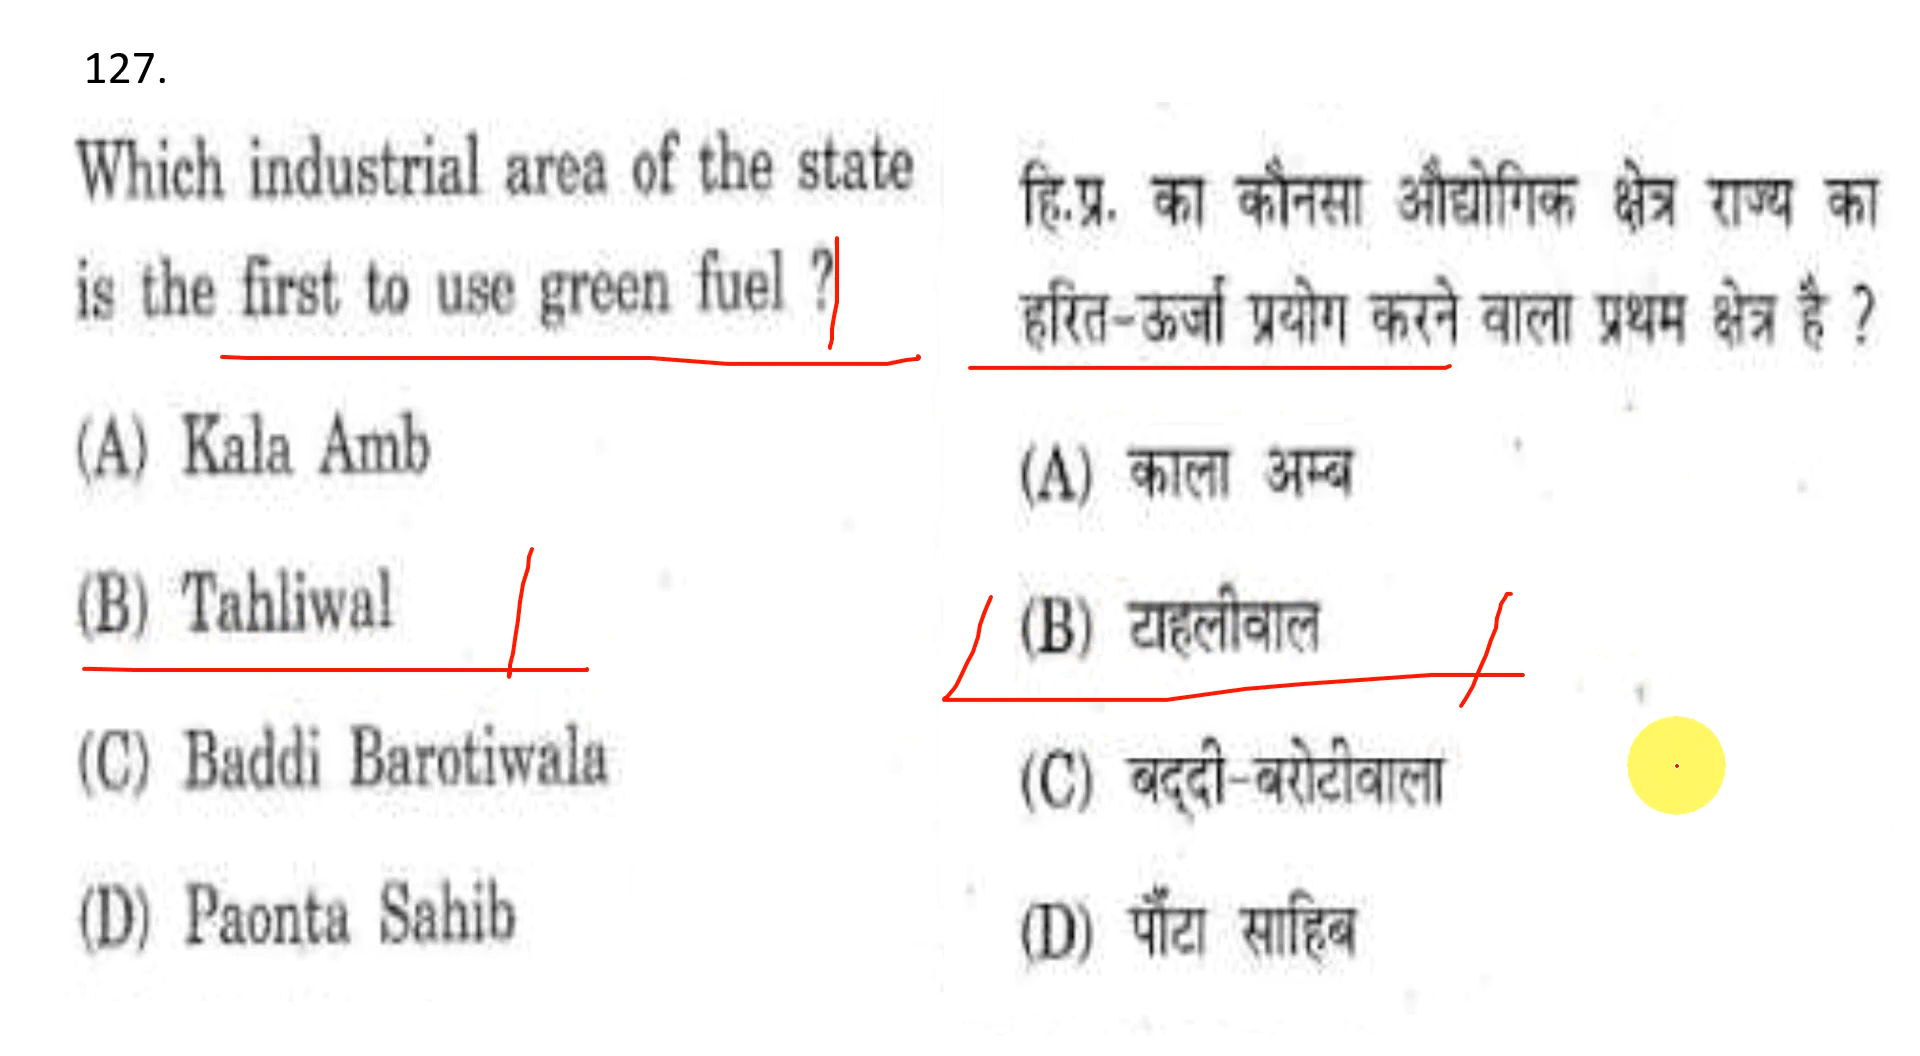 127.
Which industrial area of the state
is the first to use green fuel ?
(A) Kala Amb
(B) Tahliwal
(C) Baddi Barotiwala
(D) Paonta Sahib
हि.प्र. का कौनसा औद्योगिक क्षेत्र राज्य का
हरित-ऊर्जा प्रयोग करने वाला प्रथम क्षेत्र है ?
(A) काला अम्ब
(B) टाहलीवाल
(C) बद्दी-बरोटीवाला
(D) पौंटा साहिब